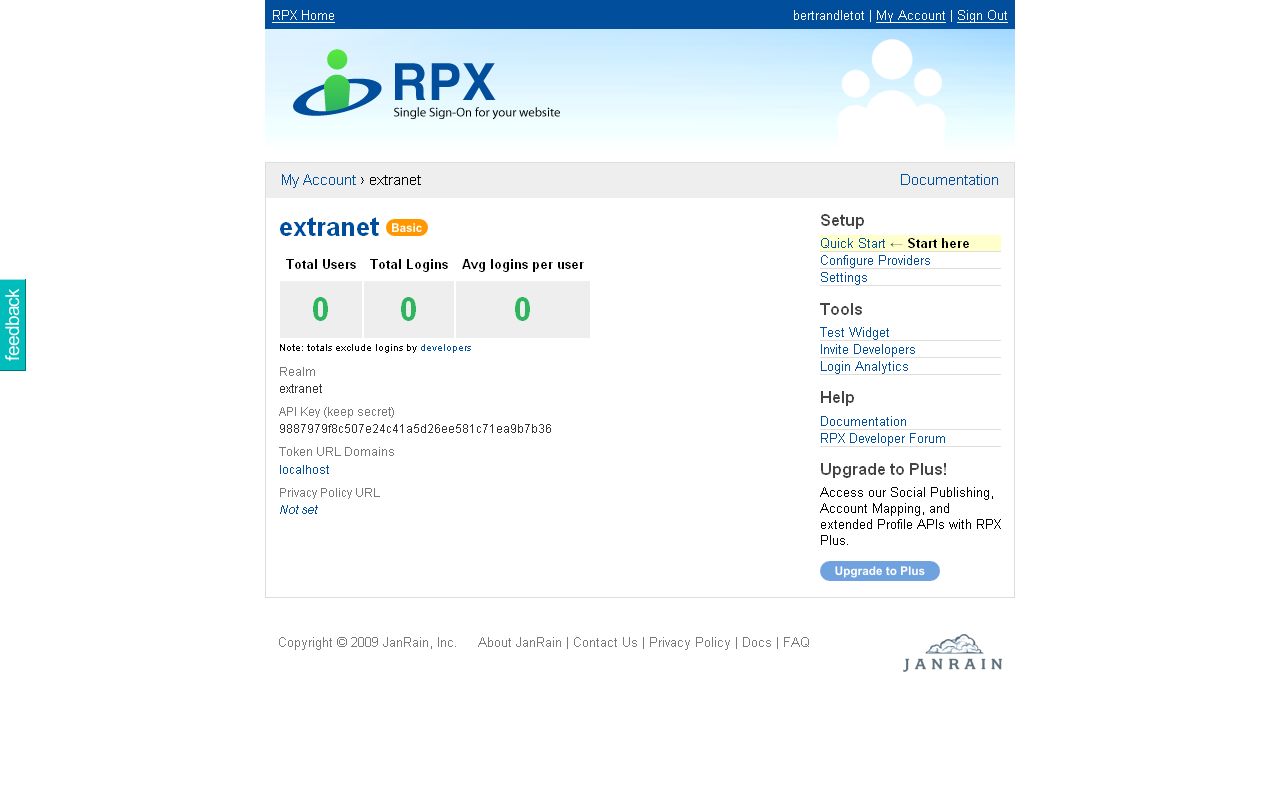 RPX Home
bertrandletot | My Account | Sign Out
RPX
Single Sign-On for your website
My Account › extranet
Documentation
extranet Basic
Total Users Total Logins Avg logins per user
0 0 0
Note: totals exclude logins by developers
Realm
extranet
API Key (keep secret)
9887979f8c507e24c41a5d26ee581c71ea9b7b36
Token URL Domains
localhost
Privacy Policy URL
Not set
Setup
Quick Start ← Start here
Configure Providers
Settings
Tools
Test Widget
Invite Developers
Login Analytics
Help
Documentation
RPX Developer Forum
Upgrade to Plus!
Access our Social Publishing,
Account Mapping, and
extended Profile APIs with RPX
Plus.
Upgrade to Plus
feedback
Copyright © 2009 JanRain, Inc. About JanRain | Contact Us | Privacy Policy | Docs | FAQ
JANRAIN